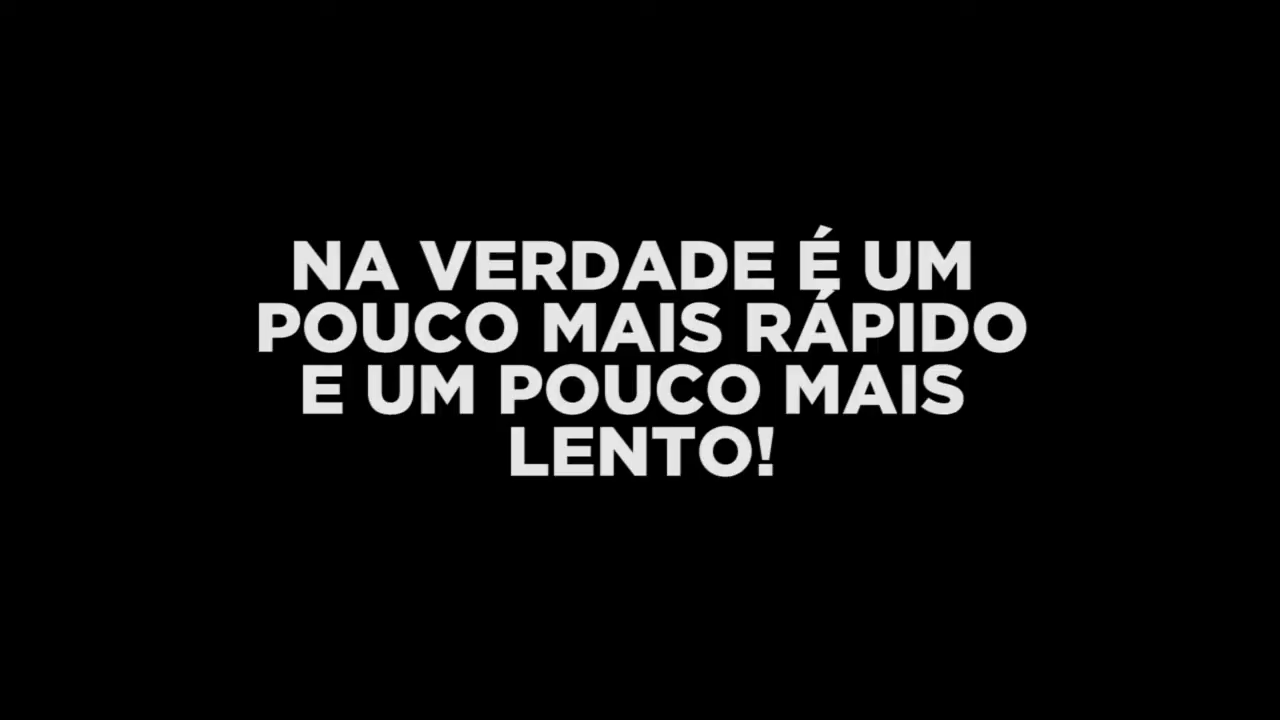 NA VERDADE É UM
POUCO MAIS RÁPIDO
E UM POUCO MAIS
LENTO!